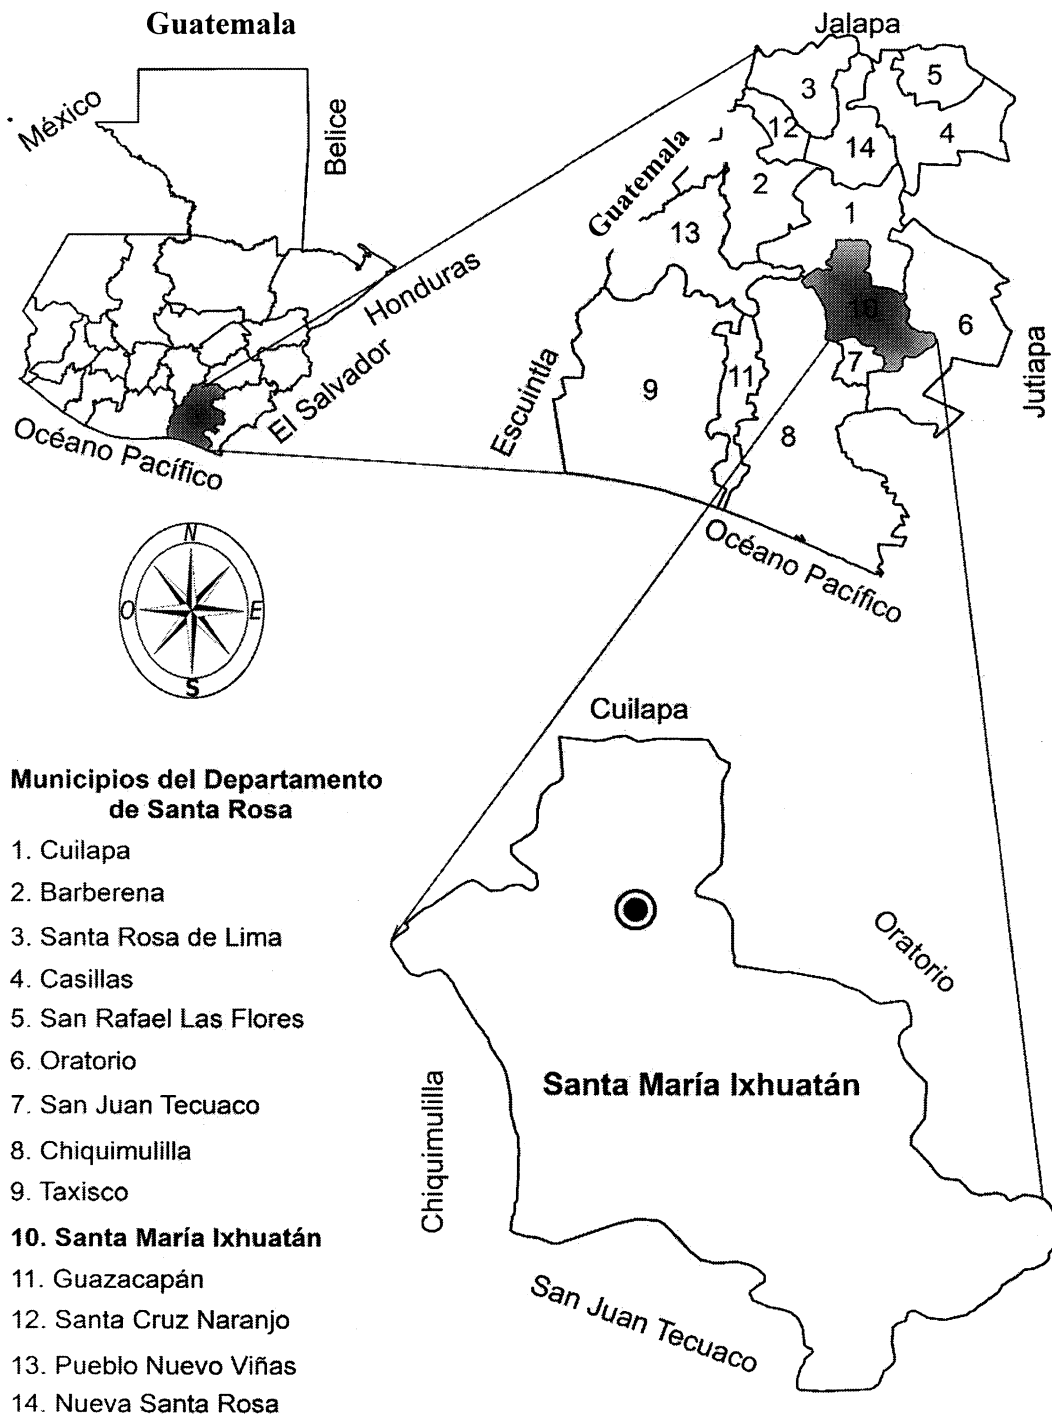 Guatemala
México
Belice
Honduras
El Salvador
Océano Pacífico
Jalapa
Guatemala
Escuintla
Jutiapa
Océano Pacífico
3
5
4
12
14
2
1
13
10
6
7
11
9
8
N
O
E
S
Municipios del Departamento
de Santa Rosa
1. Cuilapa
2. Barberena
3. Santa Rosa de Lima
4. Casillas
5. San Rafael Las Flores
6. Oratorio
7. San Juan Tecuaco
8. Chiquimulilla
9. Taxisco
10. Santa María Ixhuatán
11. Guazacapán
12. Santa Cruz Naranjo
13. Pueblo Nuevo Viñas
14. Nueva Santa Rosa
Cuilapa
Oratorio
Santa María Ixhuatán
Chiquimulilla
San Juan Tecuaco